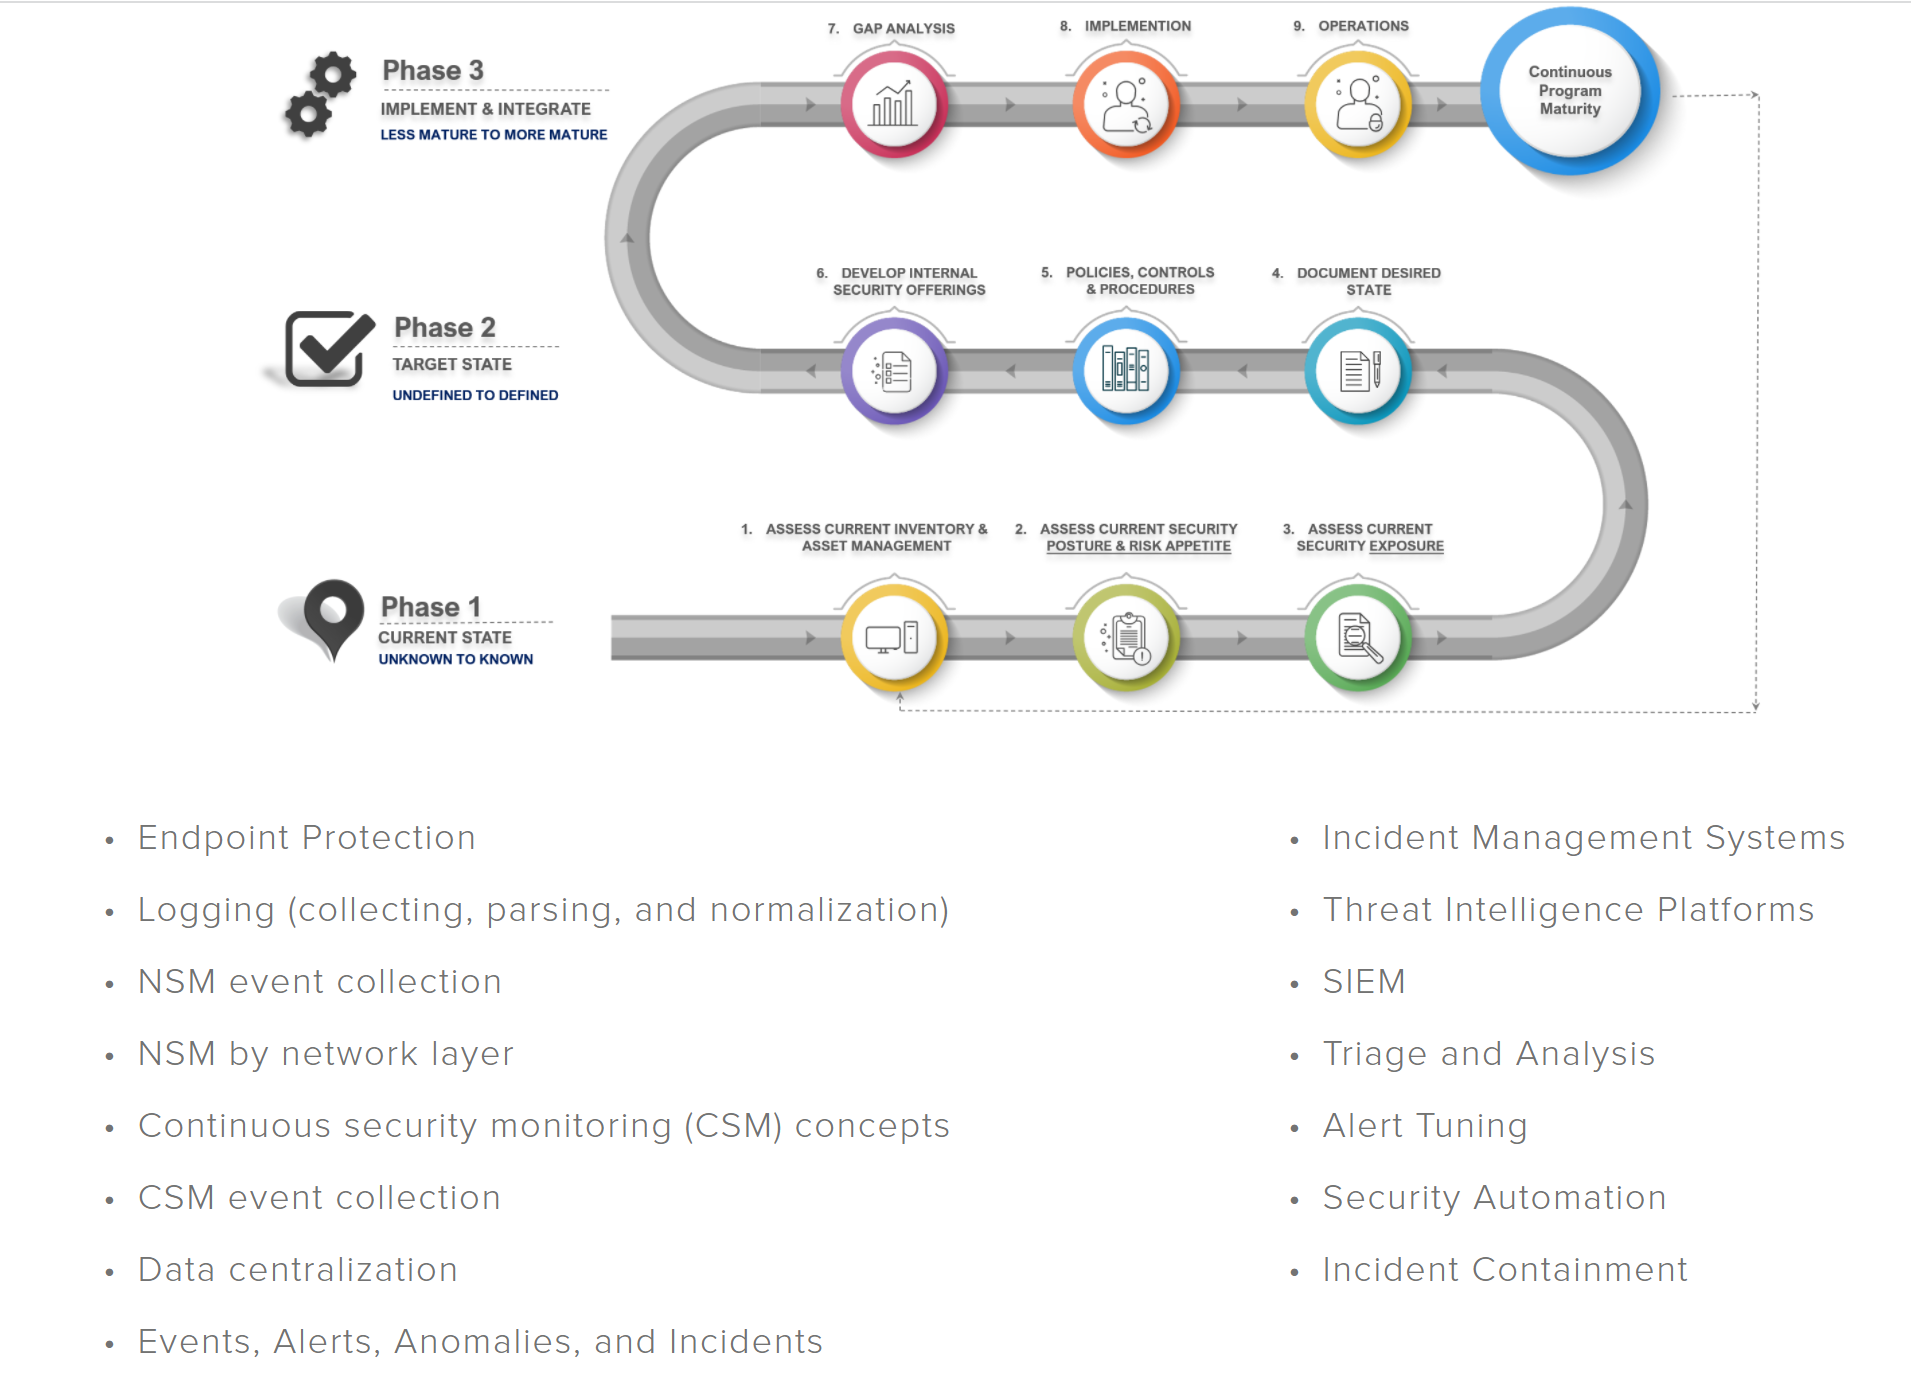 7. GAP ANALYSIS
8. IMPLEMENTION
9. OPERATIONS
Phase 3
IMPLEMENT & INTEGRATE
LESS MATURE TO MORE MATURE
Continuous
Program
Maturity
6. DEVELOP INTERNAL
SECURITY OFFERINGS
5. POLICIES, CONTROLS
& PROCEDURES
4. DOCUMENT DESIRED
STATE
Phase 2
TARGET STATE
UNDEFINED TO DEFINED
1. ASSESS CURRENT INVENTORY &
ASSET MANAGEMENT
2. ASSESS CURRENT SECURITY
POSTURE & RISK APPETITE
3. ASSESS CURRENT
SECURITY EXPOSURE
Phase 1
CURRENT STATE
UNKNOWN TO KNOWN
• Endpoint Protection
• Logging (collecting, parsing, and normalization)
• NSM event collection
• NSM by network layer
• Continuous security monitoring (CSM) concepts
• CSM event collection
• Data centralization
• Events, Alerts, Anomalies, and Incidents
• Incident Management Systems
• Threat Intelligence Platforms
• SIEM
• Triage and Analysis
• Alert Tuning
• Security Automation
• Incident Containment